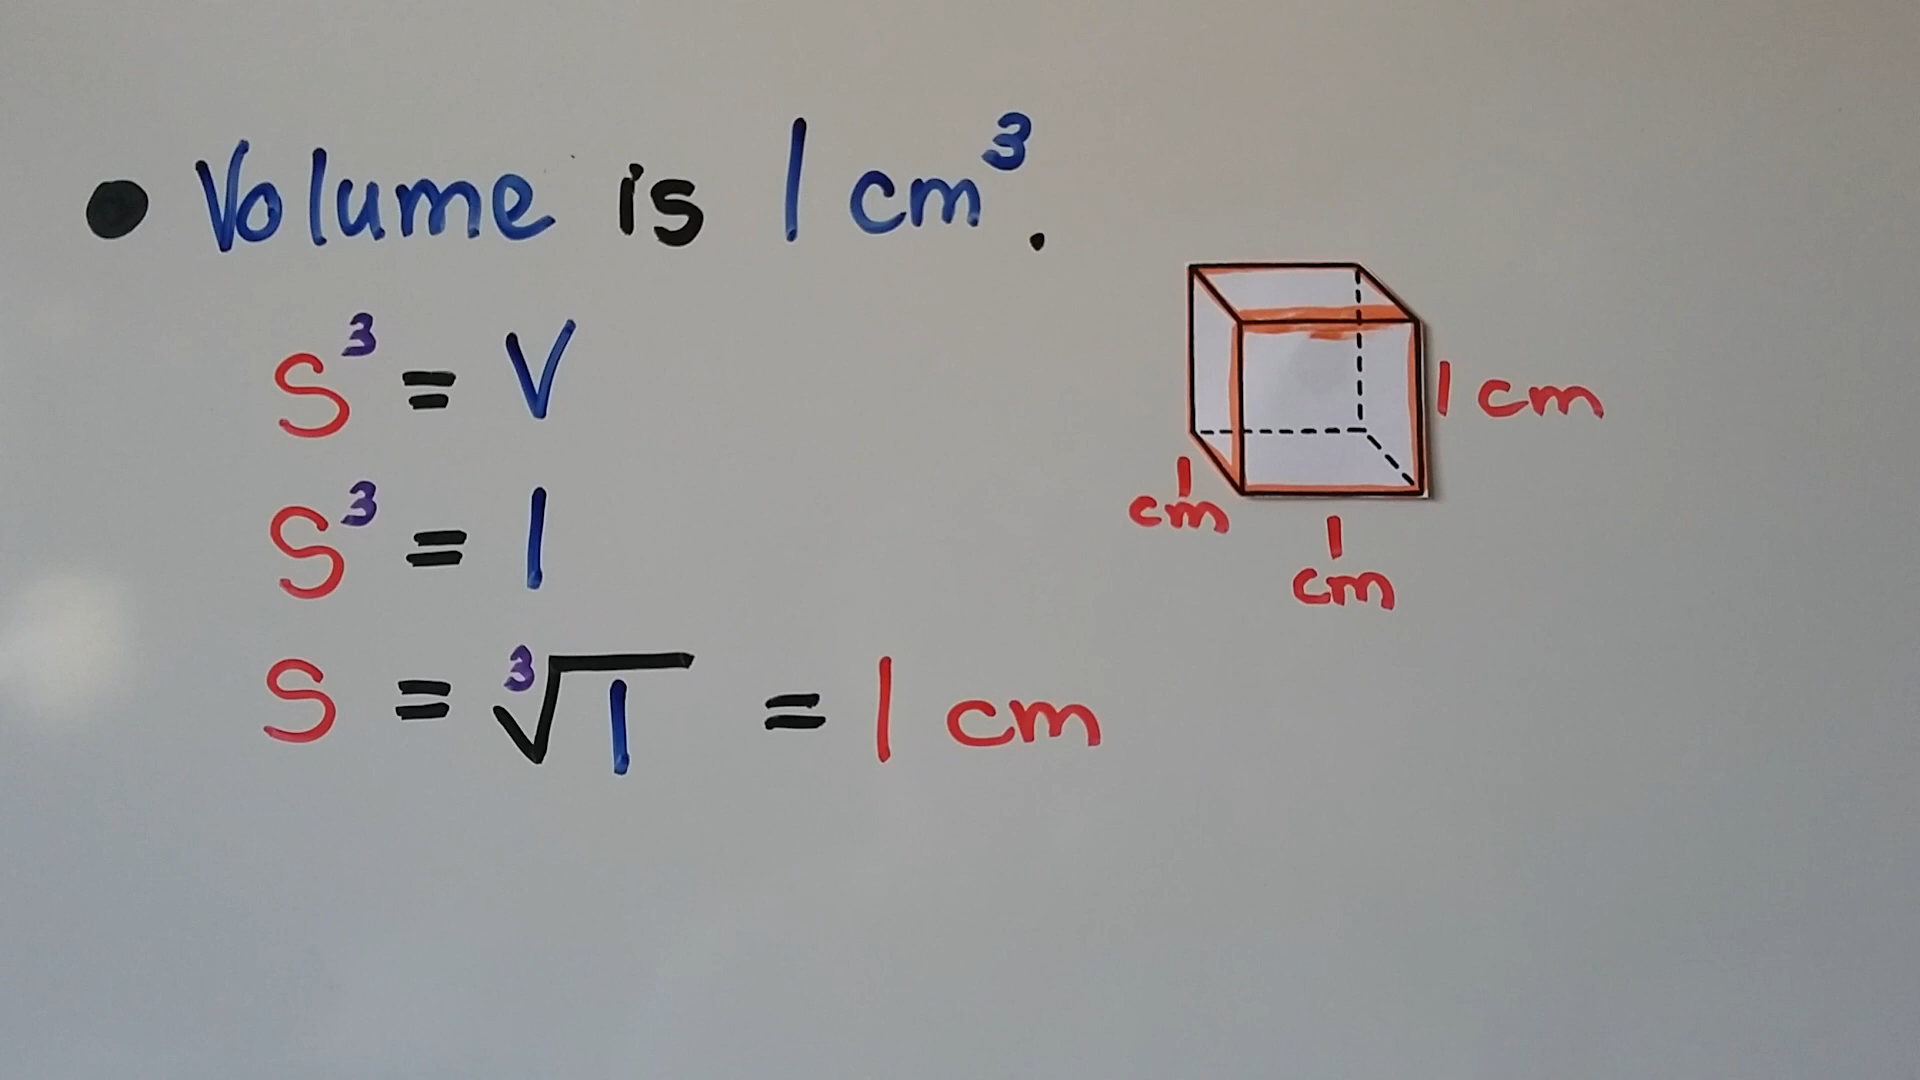 • Volume is 1 cm³.
S³ = V
S³ = 1
S = ³√1 = 1 cm
1 cm
1
cm
1
cm